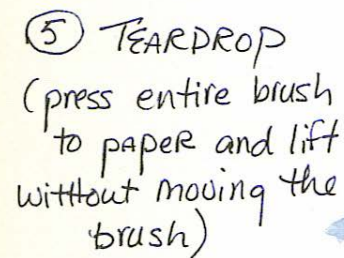 ⑤ TEARDROP
(press entire brush
to paper and lift
without moving the
brush)